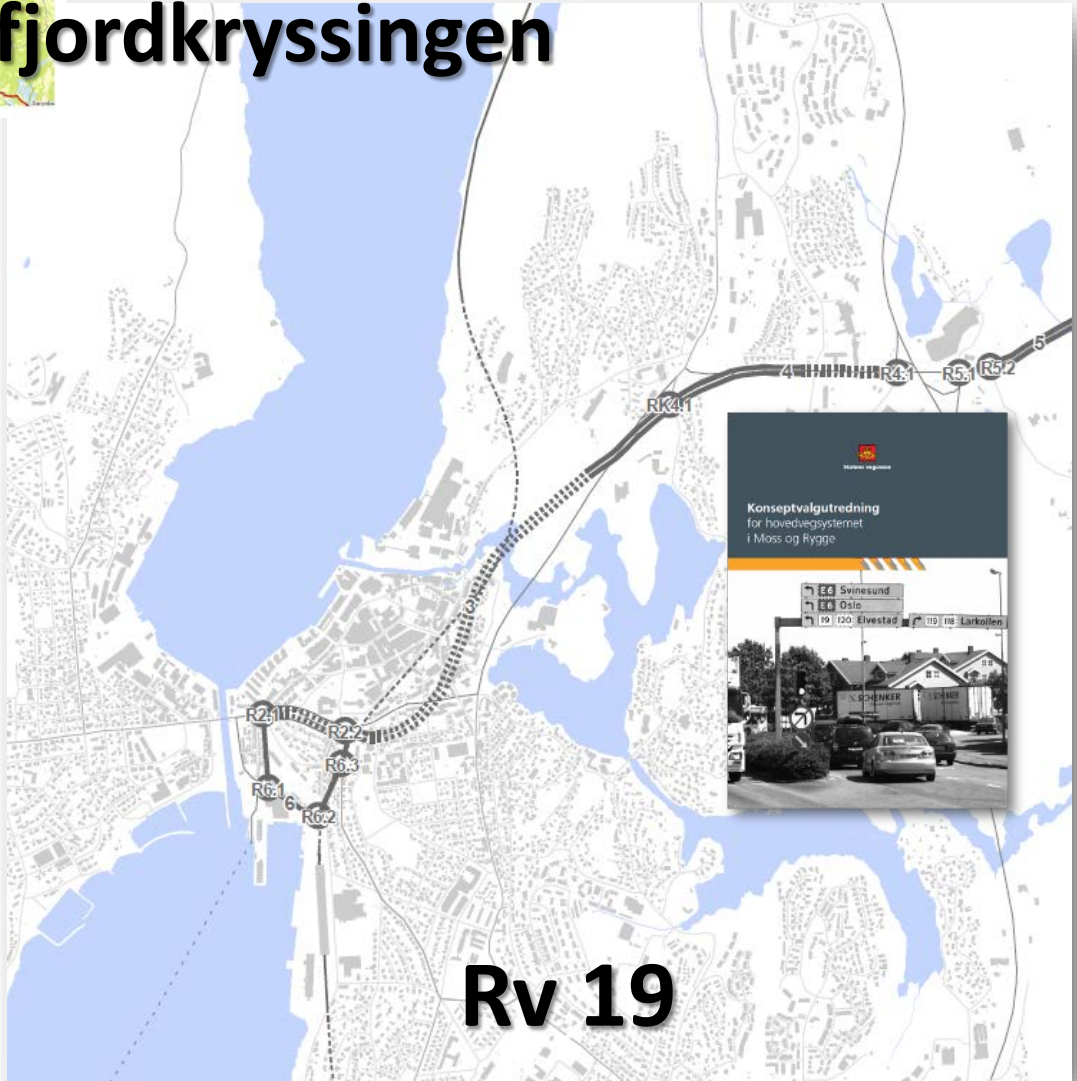 fjordkryssingen
5
4
R4.1
R5.1
R5.2
RK4.1
Statens vegvesen
Konseptvalgutredning
for hovedvegsystemet
i Moss og Rygge
E6 Svinesund
E6 Oslo
19 120 Elvestad
119 118 Larkollen
SCHENKER
3
R2.1
R2.2
R6.3
R6.1
6
R6.2
Rv 19